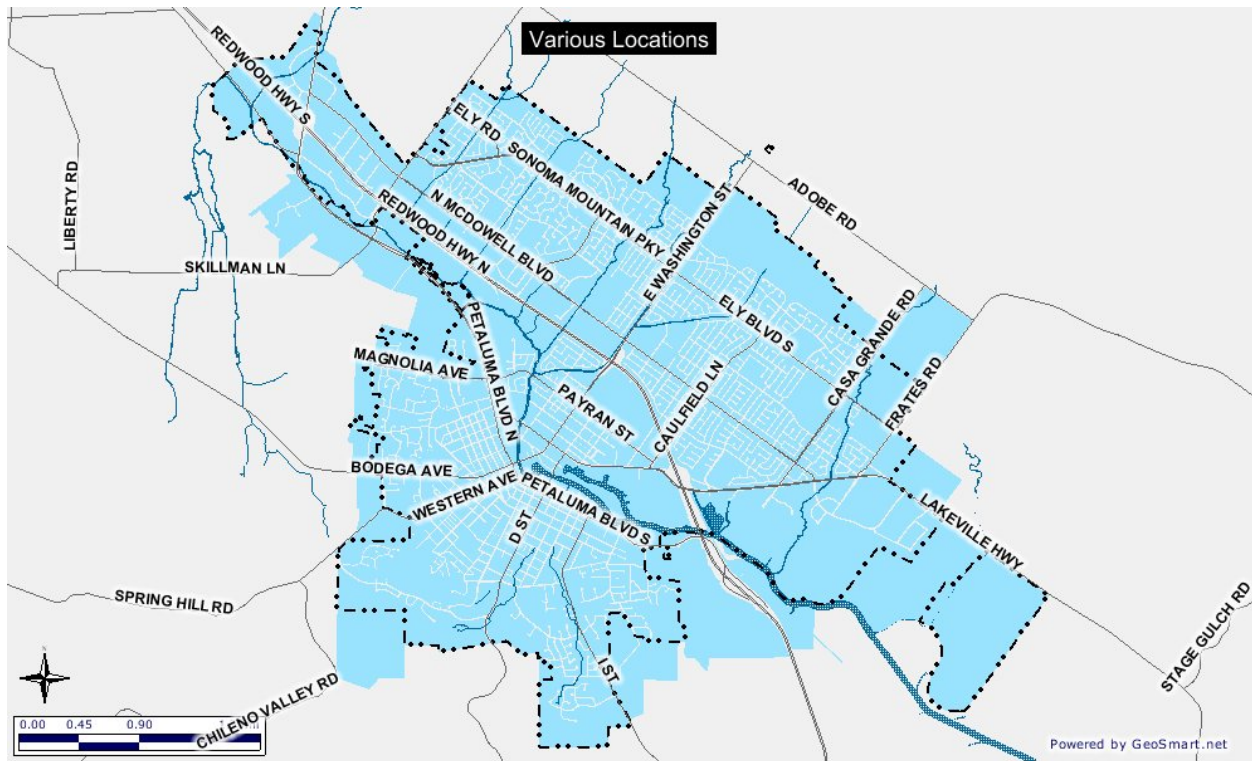 Various Locations
REDWOOD HWY S
ELY RD
SONOMA MOUNTAIN PKY
E WASHINGTON ST
ADOBE RD
LIBERTY RD
N MCDOWELL BLVD
REDWOOD HWY N
SKILLMAN LN
ELY BLVD S
CASA GRANDE RD
FRATES RD
PETALUMA BLVD N
MAGNOLIA AVE
PAYRAN ST
CAULFIELD LN
BODEGA AVE
WESTERN AVE
PETALUMA BLVD S
D ST
LAKEVILLE HWY
SPRING HILL RD
I ST
STAGE GULCH RD
CHILENO VALLEY RD
0.00 0.45 0.90
Powered by GeoSmart.net